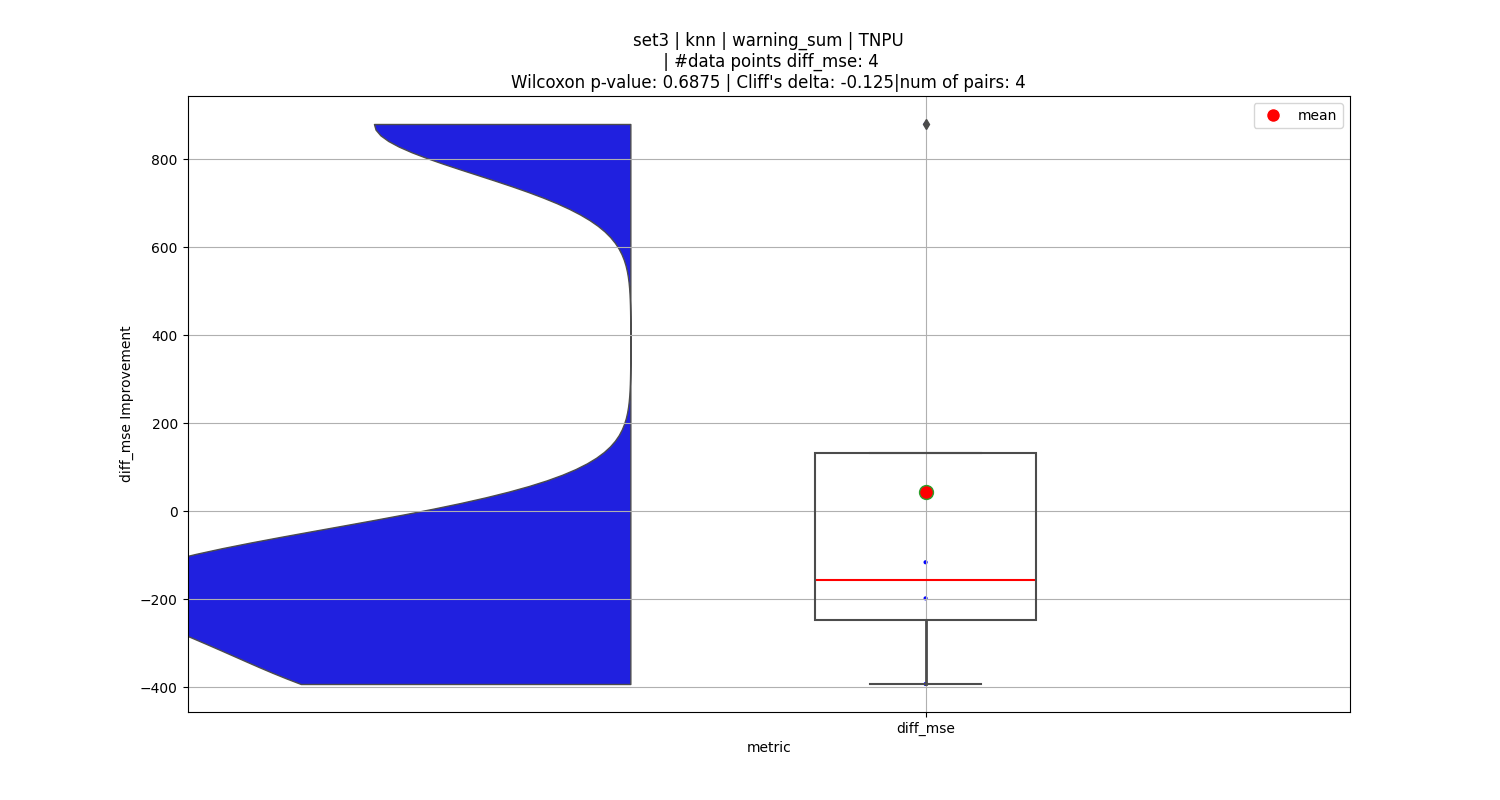 set3 | knn | warning_sum | TNPU
| #data points diff_mse: 4
Wilcoxon p-value: 0.6875 | Cliff's delta: -0.125|num of pairs: 4
mean
800
600
400
200
0
−200
−400
diff_mse Improvement
diff_mse
metric